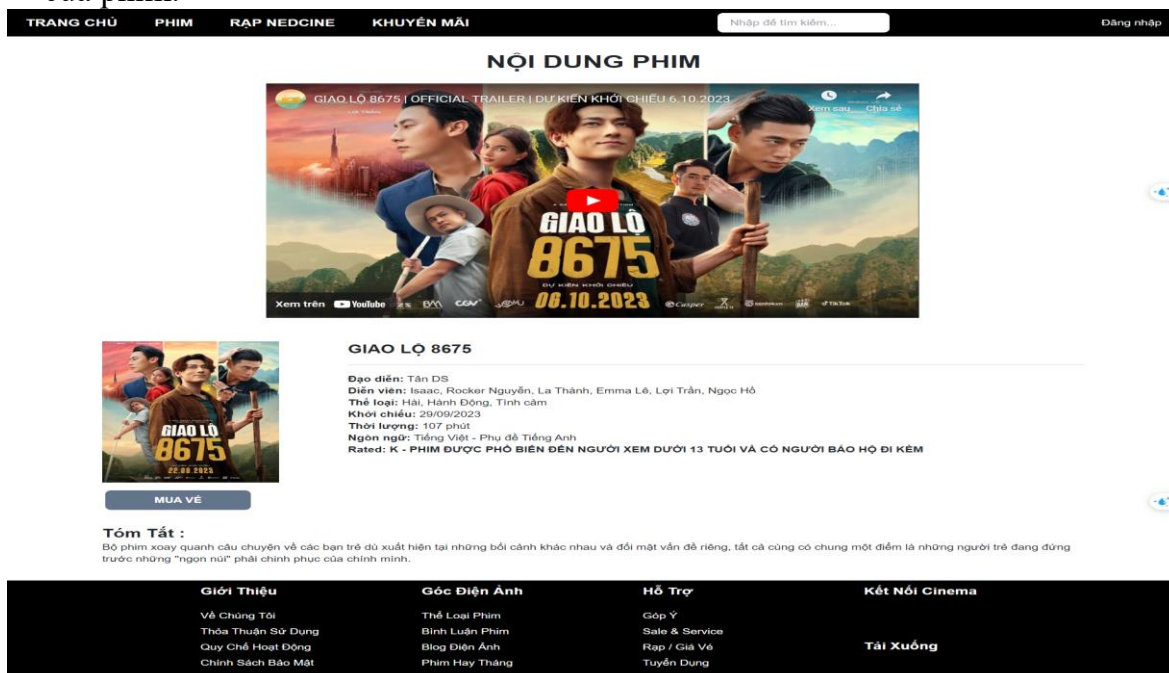 của phim.
TRANG CHỦ PHIM RẠP NEDCINE KHUYẾN MÃI Nhập để tìm kiếm... Đăng nhập
NỘI DUNG PHIM
GIAO LỘ 8675 | OFFICIAL TRAILER | DỰ KIẾN KHỞI CHIẾU 6.10.2023
Xem sau Chia sẻ
GIAO LỘ
8675
DỰ KIẾN KHỞI CHIẾU
06.10.2023
Xem trên YouTube
TikTok
GIAO LỘ 8675
Đạo diễn: Tân DS
Diễn viên: Isaac, Rocker Nguyễn, La Thành, Emma Lê, Lợi Trần, Ngọc Hồ
Thể loại: Hài, Hành Động, Tình cảm
Khởi chiếu: 29/09/2023
Thời lượng: 107 phút
Ngôn ngữ: Tiếng Việt - Phụ đề Tiếng Anh
Rated: K - PHIM ĐƯỢC PHỔ BIẾN ĐẾN NGƯỜI XEM DƯỚI 13 TUỔI VÀ CÓ NGƯỜI BẢO HỘ ĐI KÈM
GIAO LỘ
8675
22.09.2023
MUA VÉ
Tóm Tắt :
Bộ phim xoay quanh câu chuyện về các bạn trẻ dù xuất hiện tại những bối cảnh khác nhau và đối mặt vấn đề riêng, tất cả cùng có chung một điểm là những người trẻ đang đứng
trước những "ngọn núi" phải chinh phục của chính mình.
Giới Thiệu Góc Điện Ảnh Hỗ Trợ Kết Nối Cinema
Về Chúng Tôi Thể Loại Phim Góp Ý
Thỏa Thuận Sử Dụng Bình Luận Phim Sale & Service
Quy Chế Hoạt Động Blog Điện Ảnh Rạp / Giá Vé Tải Xuống
Chính Sách Bảo Mật Phim Hay Tháng Tuyển Dụng